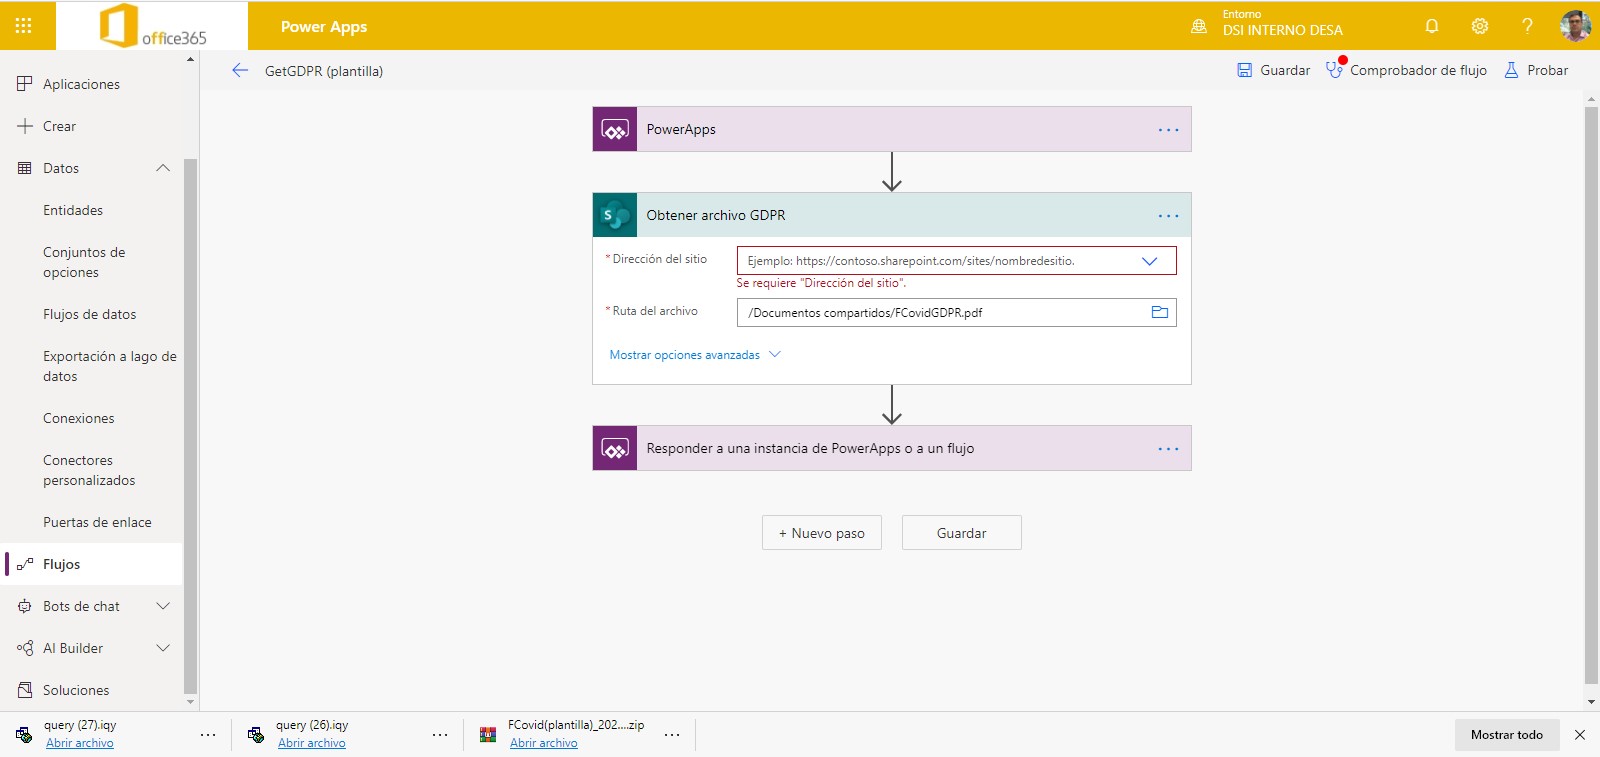 office365
Power Apps
Entorno
DSI INTERNO DESA
?
GetGDPR (plantilla)
Guardar
Comprobador de flujo
Probar
Aplicaciones
Crear
Datos
Entidades
Conjuntos de
opciones
Flujos de datos
Exportación a lago de
datos
Conexiones
Conectores
personalizados
Puertas de enlace
Flujos
Bots de chat
AI Builder
Soluciones
PowerApps
S
Obtener archivo GDPR
* Dirección del sitio
Ejemplo: https://contoso.sharepoint.com/sites/nombredesitio.
Se requiere "Dirección del sitio".
* Ruta del archivo
/Documentos compartidos/FCovidGDPR.pdf
Mostrar opciones avanzadas
Responder a una instancia de PowerApps o a un flujo
+ Nuevo paso
Guardar
query (27).iqy
Abrir archivo
query (26).iqy
Abrir archivo
FCovid(plantilla)_202....zip
Abrir archivo
Mostrar todo